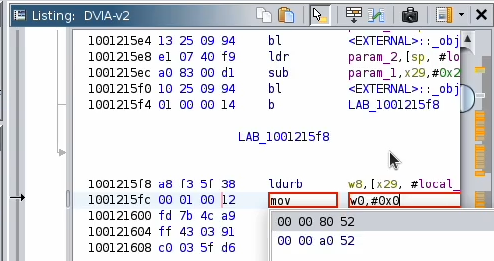 Listing: DVIA-v2
1001215e4 13 25 09 94 bl <EXTERNAL>::_obj
1001215e8 e1 07 40 f9 ldr param_2,[sp, #lo
1001215ec a0 83 00 d1 sub param_1,x29,#0x2
1001215f0 10 25 09 94 bl <EXTERNAL>::_obj
1001215f4 01 00 00 14 b LAB_1001215f8
LAB_1001215f8
1001215f8 a8 f3 5f 38 ldurb w8,[x29, #local_
1001215fc 00 01 00 12 mov w0,#0x0
100121600 fd 7b 4c a9
100121604 ff 43 03 91
100121608 c0 03 5f d6
00 00 80 52
00 00 a0 52